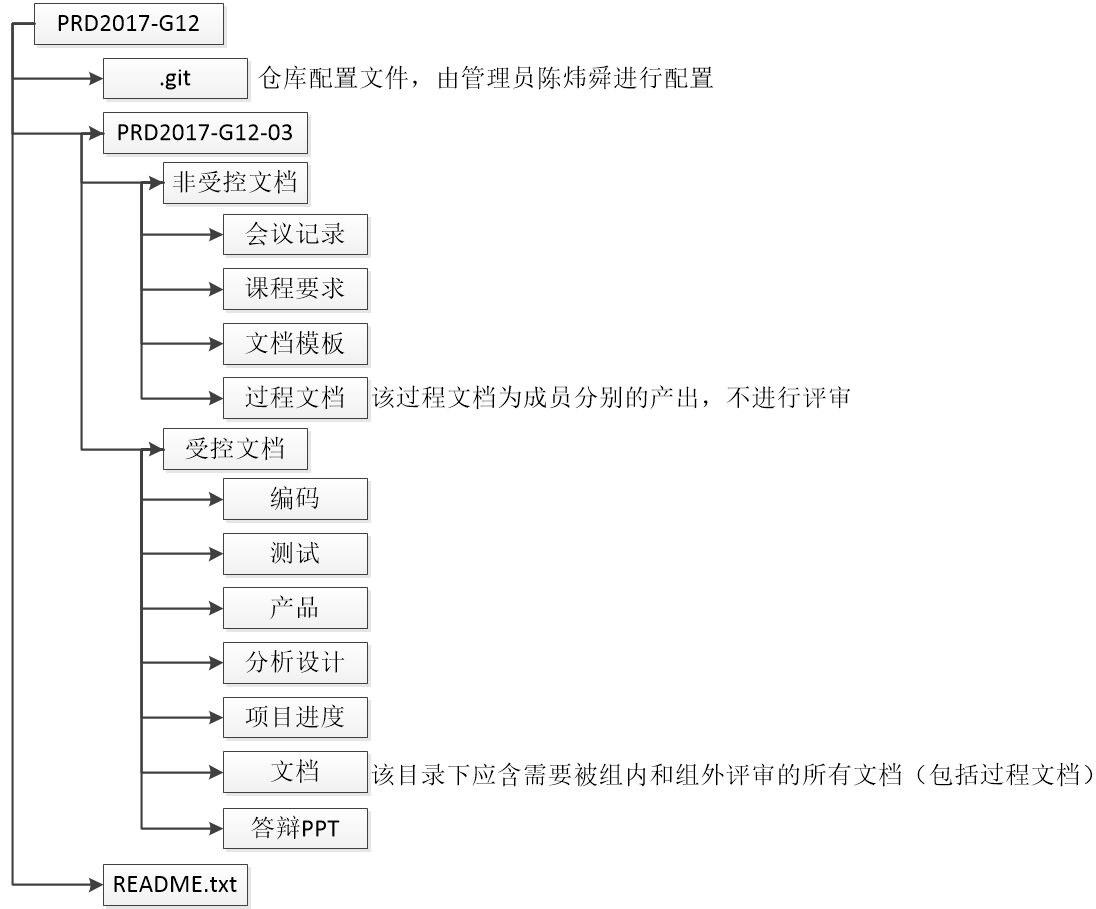 PRD2017-G12
.git 仓库配置文件，由管理员陈炜舜进行配置
PRD2017-G12-03
非受控文档
会议记录
课程要求
文档模板
过程文档 该过程文档为成员分别的产出，不进行评审
受控文档
编码
测试
产品
分析设计
项目进度
文档 该目录下应含需要被组内和组外评审的所有文档（包括过程文档）
答辩PPT
README.txt